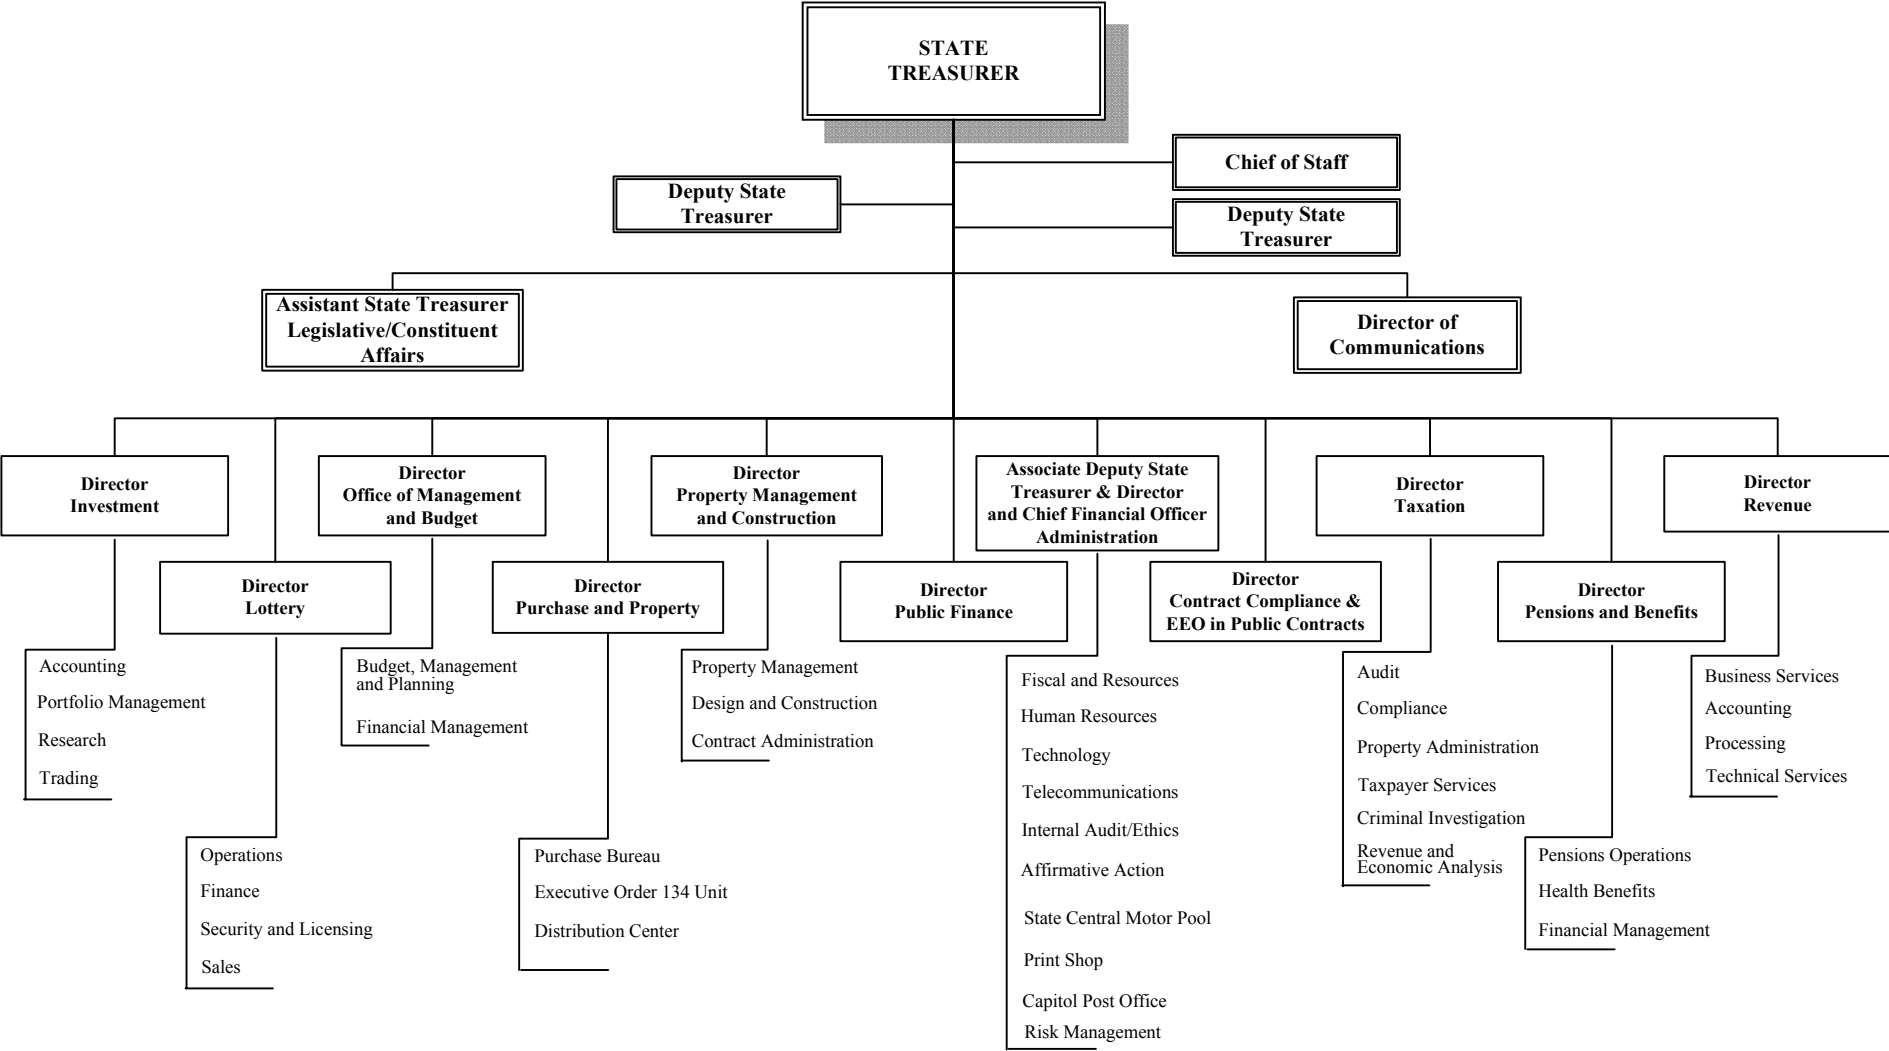 STATE
TREASURER
Chief of Staff
Deputy State
Treasurer
Deputy State
Treasurer
Assistant State Treasurer
Legislative/Constituent
Affairs
Director of
Communications
Director
Investment
Director
Office of Management
and Budget
Director
Property Management
and Construction
Associate Deputy State
Treasurer & Director
and Chief Financial Officer
Administration
Director
Taxation
Director
Revenue
Director
Lottery
Director
Purchase and Property
Director
Public Finance
Director
Contract Compliance &
EEO in Public Contracts
Director
Pensions and Benefits
Accounting
Portfolio Management
Research
Trading
Budget, Management
and Planning
Financial Management
Property Management
Design and Construction
Contract Administration
Fiscal and Resources
Human Resources
Technology
Telecommunications
Internal Audit/Ethics
Affirmative Action
State Central Motor Pool
Print Shop
Capitol Post Office
Risk Management
Audit
Compliance
Property Administration
Taxpayer Services
Criminal Investigation
Revenue and
Economic Analysis
Business Services
Accounting
Processing
Technical Services
Operations
Finance
Security and Licensing
Sales
Purchase Bureau
Executive Order 134 Unit
Distribution Center
Pensions Operations
Health Benefits
Financial Management